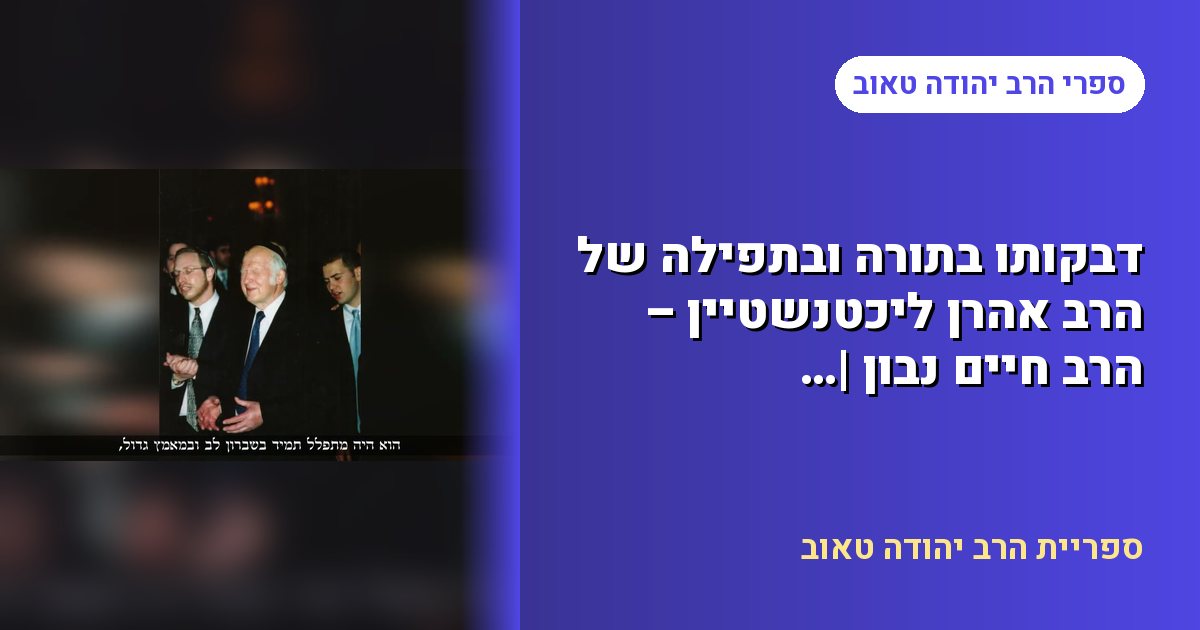 ספרי הרב יהודה טאוב
דבקותו בתורה ובתפילה של
הרב אהרן ליכטנשטיין –
הרב חיים נבון |...
הוא היה מתפלל תמיד בשברון לב ובמאמץ גדול,
ספריית הרב יהודה טאוב